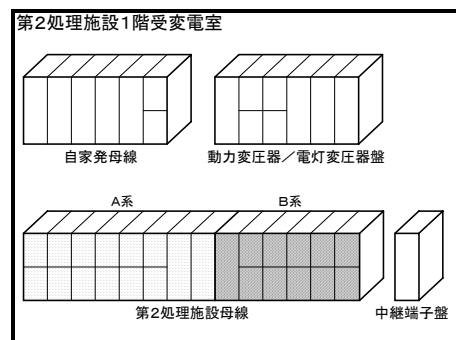 第2処理施設1階受変電室
自家発母線
動力変圧器／電灯変圧器盤
A系
B系
第2処理施設母線
中継端子盤